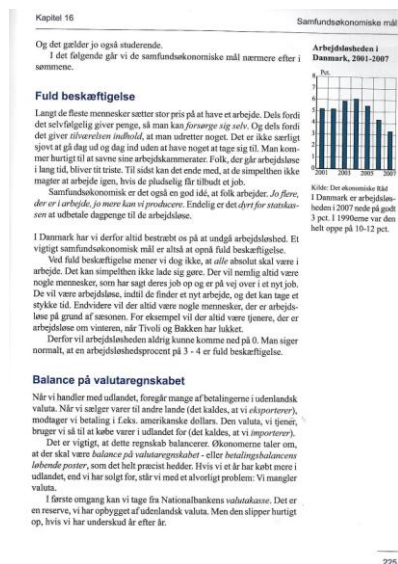 Kapitel 16
Samfundsøkonomiske mål
Og det gælder jo også studerende.
I det følgende går vi de samfundsøkonomiske mål nærmere efter i
sømmene.
Fuld beskæftigelse
Langt de fleste mennesker sætter stor pris på at have et arbejde. Dels fordi
det selvfølgelig giver penge, så man kan forsørge sig selv. Og dels fordi
det giver tilværelsen indhold, at man udretter noget. Det er ikke særligt
sjovt at gå dag ud og dag ind uden at have noget at tage sig til. Man kom-
mer hurtigt til at savne sine arbejdskammerater. Folk, der går arbejdsløse
i lang tid, bliver tit triste. Til sidst kan det ende med, at de simpelthen ikke
magter at arbejde igen, hvis de pludselig får tilbudt et job.
Samfundsøkonomisk er det også en god idé, at folk arbejder. Jo flere,
der er i arbejde, jo mere kan vi producere. Endelig er det dyrt for statskas-
sen at udbetale dagpenge til de arbejdsløse.
I Danmark har vi derfor altid bestræbt os på at undgå arbejdsløshed. Et
vigtigt samfundsøkonomisk mål er altså at opnå fuld beskæftigelse.
Ved fuld beskæftigelse mener vi dog ikke, at alle absolut skal være i
arbejde. Det kan simpelthen ikke lade sig gøre. Der vil nemlig altid være
nogle mennesker, som har sagt deres job op og er på vej over i et nyt job.
De vil være arbejdsløse, indtil de finder et nyt arbejde, og det kan tage et
stykke tid. Endvidere vil der altid være nogle mennesker, der er arbejds-
løse på grund af sæsonen. For eksempel vil der altid være tjenere, der er
arbejdsløse om vinteren, når Tivoli og Bakken har lukket.
Derfor vil arbejdsløsheden aldrig kunne komme ned på 0. Man siger
normalt, at en arbejdsløshedsprocent på 3 - 4 er fuld beskæftigelse.
Balance på valutaregnskabet
Når vi handler med udlandet, foregår mange af betalingerne i udenlandsk
valuta. Når vi sælger varer til andre lande (det kaldes, at vi eksporterer),
modtager vi betaling i f.eks. amerikanske dollars. Den valuta, vi tjener,
bruger vi så til at købe varer i udlandet for (det kaldes, at vi importerer).
Det er vigtigt, at dette regnskab balancerer. Økonomerne taler om,
at der skal være balance på valutaregnskabet - eller betalingsbalancens
løbende poster, som det helt præcist hedder. Hvis vi et år har købt mere i
udlandet, end vi har solgt for, står vi med et alvorligt problem: Vi mangler
valuta.
I første omgang kan vi tage fra Nationalbankens valutakasse. Det er
en reserve, vi har opbygget af udenlandsk valuta. Men den slipper hurtigt
op, hvis vi har underskud år efter år.
Arbejdsløsheden i
Danmark, 2001-2007
Pct.
8
7
6
5
4
3
2
1
0
2001 2003 2005 2007
Kilde: Det økonomiske Råd
I Danmark er arbejdsløs-
heden i 2007 nede på godt
3 pct. I 1990erne var den
helt oppe på 10-12 pct.
225